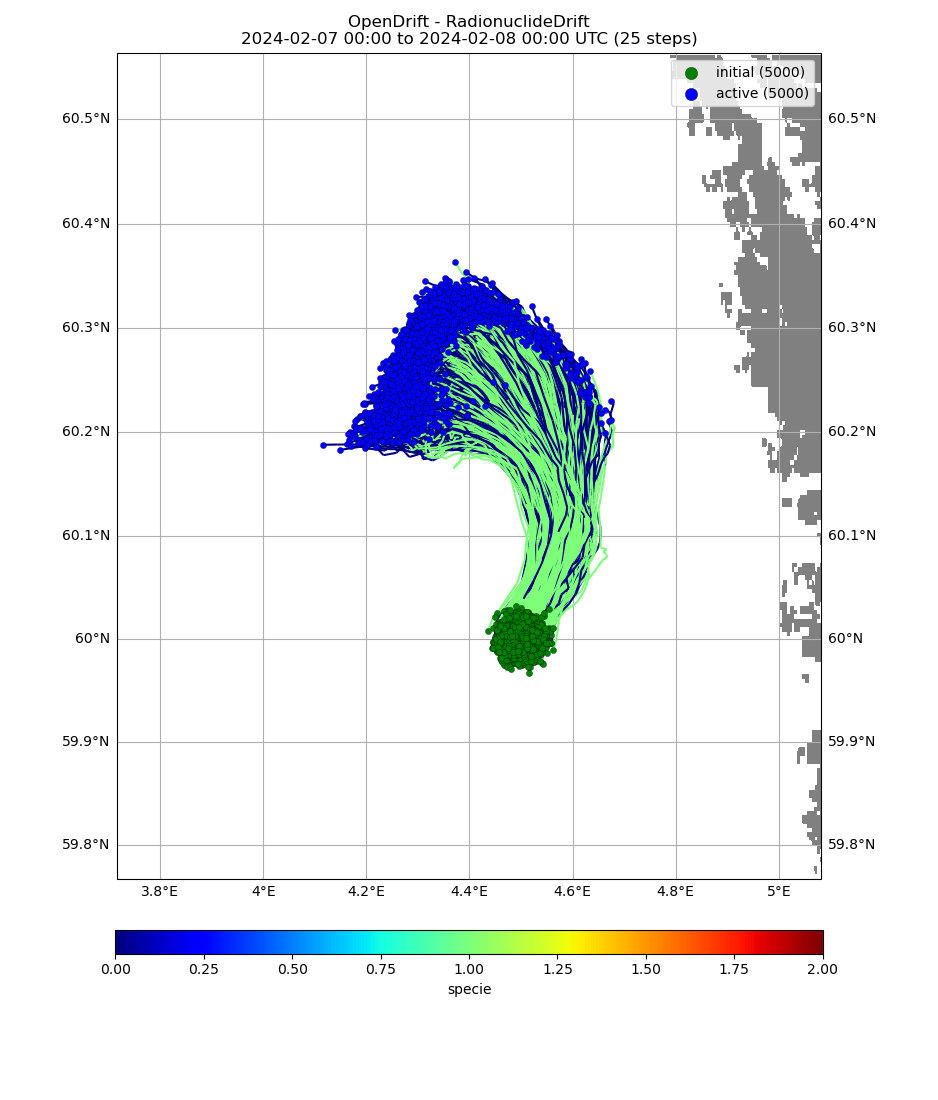 OpenDrift - RadionuclideDrift
2024-02-07 00:00 to 2024-02-08 00:00 UTC (25 steps)
initial (5000)
active (5000)
60.5°N 60.5°N
60.4°N 60.4°N
60.3°N 60.3°N
60.2°N 60.2°N
60.1°N 60.1°N
60°N 60°N
59.9°N 59.9°N
59.8°N 59.8°N
3.8°E 4°E 4.2°E 4.4°E 4.6°E 4.8°E 5°E
0.00 0.25 0.50 0.75 1.00 1.25 1.50 1.75 2.00
specie